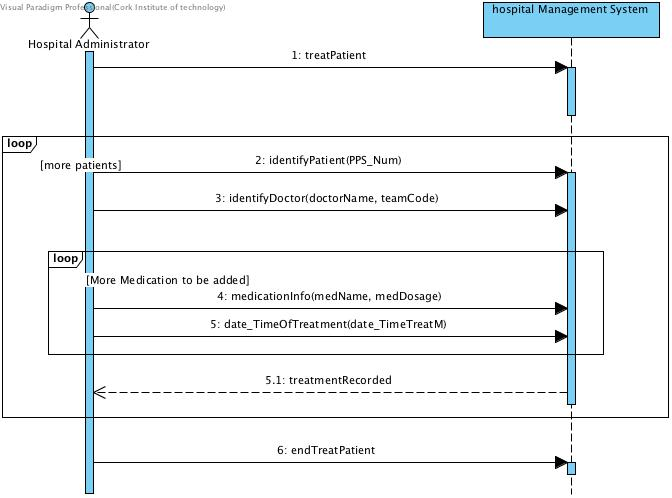 Visual Paradigm Professional(Cork Institute of technology)
hospital Management System
Hospital Administrator
1: treatPatient
loop
[more patients]
2: identifyPatient(PPS_Num)
3: identifyDoctor(doctorName, teamCode)
loop
[More Medication to be added]
4: medicationInfo(medName, medDosage)
5: date_TimeOfTreatment(date_TimeTreatM)
5.1: treatmentRecorded
6: endTreatPatient